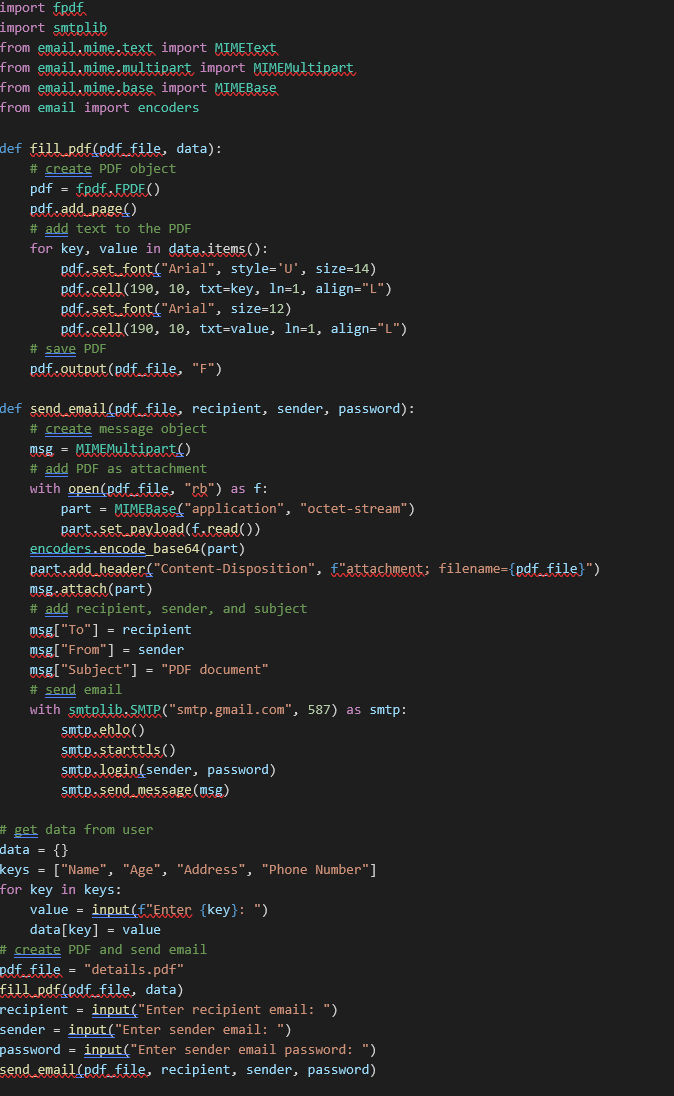 import fpdf
import smtplib
from email.mime.text import MIMEText
from email.mime.multipart import MIMEMultipart
from email.mime.base import MIMEBase
from email import encoders

def fill_pdf(pdf_file, data):
    # create PDF object
    pdf = fpdf.FPDF()
    pdf.add_page()
    # add text to the PDF
    for key, value in data.items():
        pdf.set_font("Arial", style='U', size=14)
        pdf.cell(190, 10, txt=key, ln=1, align="L")
        pdf.set_font("Arial", size=12)
        pdf.cell(190, 10, txt=value, ln=1, align="L")
    # save PDF
    pdf.output(pdf_file, "F")

def send_email(pdf_file, recipient, sender, password):
    # create message object
    msg = MIMEMultipart()
    # add PDF as attachment
    with open(pdf_file, "rb") as f:
        part = MIMEBase("application", "octet-stream")
        part.set_payload(f.read())
    encoders.encode_base64(part)
    part.add_header("Content-Disposition", f"attachment; filename={pdf_file}")
    msg.attach(part)
    # add recipient, sender, and subject
    msg["To"] = recipient
    msg["From"] = sender
    msg["Subject"] = "PDF document"
    # send email
    with smtplib.SMTP("smtp.gmail.com", 587) as smtp:
        smtp.ehlo()
        smtp.starttls()
        smtp.login(sender, password)
        smtp.send_message(msg)

# get data from user
data = {}
keys = ["Name", "Age", "Address", "Phone Number"]
for key in keys:
    value = input(f"Enter {key}: ")
    data[key] = value
# create PDF and send email
pdf_file = "details.pdf"
fill_pdf(pdf_file, data)
recipient = input("Enter recipient email: ")
sender = input("Enter sender email: ")
password = input("Enter sender email password: ")
send_email(pdf_file, recipient, sender, password)